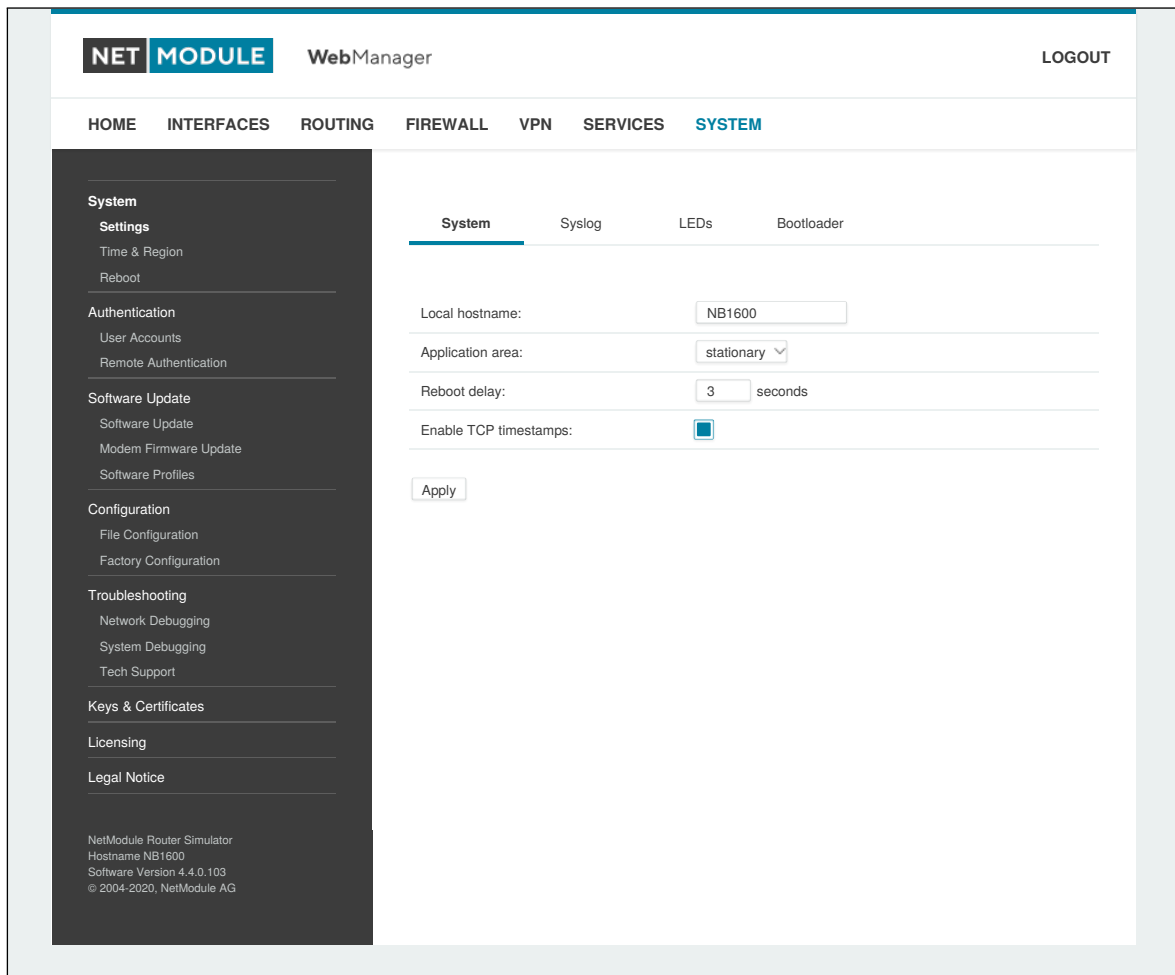 NET MODULE WebManager LOGOUT
HOME INTERFACES ROUTING FIREWALL VPN SERVICES SYSTEM
System
Settings
Time & Region
Reboot
Authentication
User Accounts
Remote Authentication
Software Update
Software Update
Modem Firmware Update
Software Profiles
Configuration
File Configuration
Factory Configuration
Troubleshooting
Network Debugging
System Debugging
Tech Support
Keys & Certificates
Licensing
Legal Notice
NetModule Router Simulator
Hostname NB1600
Software Version 4.4.0.103
© 2004-2020, NetModule AG
System Syslog LEDs Bootloader
Local hostname: NB1600
Application area: stationary
Reboot delay: 3 seconds
Enable TCP timestamps:
Apply